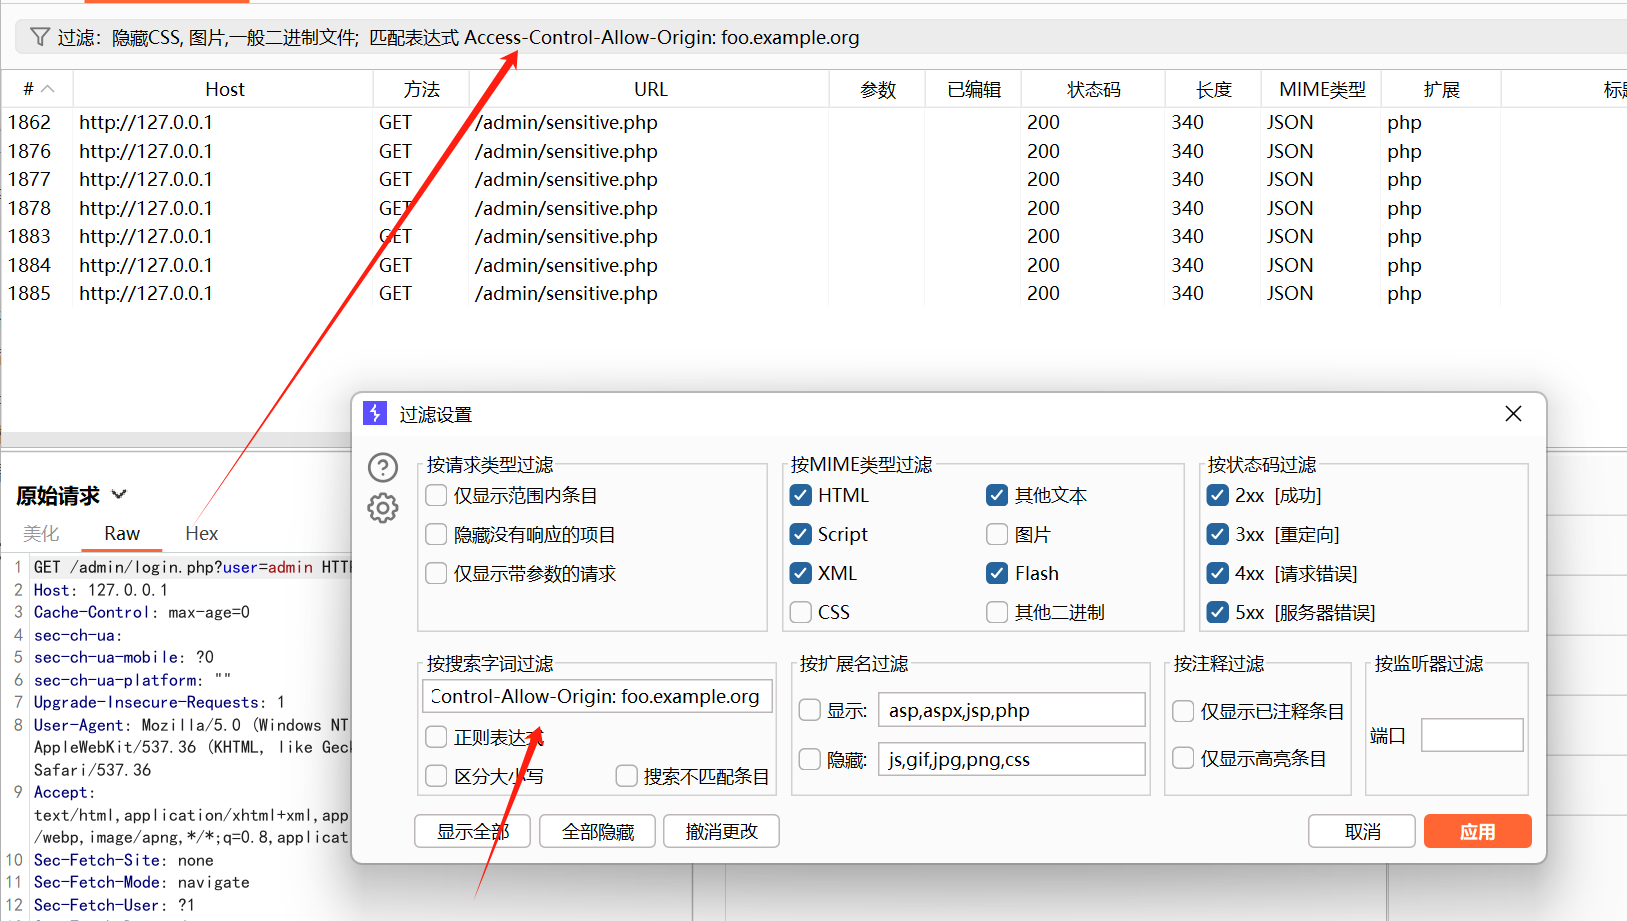 过滤：隐藏CSS, 图片,一般二进制文件; 匹配表达式 Access-Control-Allow-Origin: foo.example.org
# Host 方法 URL 参数 已编辑 状态码 长度 MIME类型 扩展
1862 http://127.0.0.1 GET /admin/sensitive.php 200 340 JSON php
1876 http://127.0.0.1 GET /admin/sensitive.php 200 340 JSON php
1877 http://127.0.0.1 GET /admin/sensitive.php 200 340 JSON php
1878 http://127.0.0.1 GET /admin/sensitive.php 200 340 JSON php
1883 http://127.0.0.1 GET /admin/sensitive.php 200 340 JSON php
1884 http://127.0.0.1 GET /admin/sensitive.php 200 340 JSON php
1885 http://127.0.0.1 GET /admin/sensitive.php 200 340 JSON php
原始请求
美化 Raw Hex
1 GET /admin/login.php?user=admin HTTP
2 Host: 127.0.0.1
3 Cache-Control: max-age=0
4 sec-ch-ua:
5 sec-ch-ua-mobile: ?0
6 sec-ch-ua-platform: ""
7 Upgrade-Insecure-Requests: 1
8 User-Agent: Mozilla/5.0 (Windows NT
AppleWebKit/537.36 (KHTML, like Gec
Safari/537.36
9 Accept:
text/html,application/xhtml+xml,app
/webp,image/apng,*/*;q=0.8,applicat
10 Sec-Fetch-Site: none
11 Sec-Fetch-Mode: navigate
12 Sec-Fetch-User: ?1
过滤设置
按请求类型过滤
仅显示范围内条目
隐藏没有响应的项目
仅显示带参数的请求
按MIME类型过滤
HTML 其他文本
Script 图片
XML Flash
CSS 其他二进制
按状态码过滤
2xx [成功]
3xx [重定向]
4xx [请求错误]
5xx [服务器错误]
按搜索字词过滤
Control-Allow-Origin: foo.example.org
正则表达式
区分大小写 搜索不匹配条目
按扩展名过滤
显示: asp,aspx,jsp,php
隐藏: js,gif,jpg,png,css
按注释过滤
仅显示已注释条目
仅显示高亮条目
按监听器过滤
端口
显示全部 全部隐藏 撤消更改 取消 应用